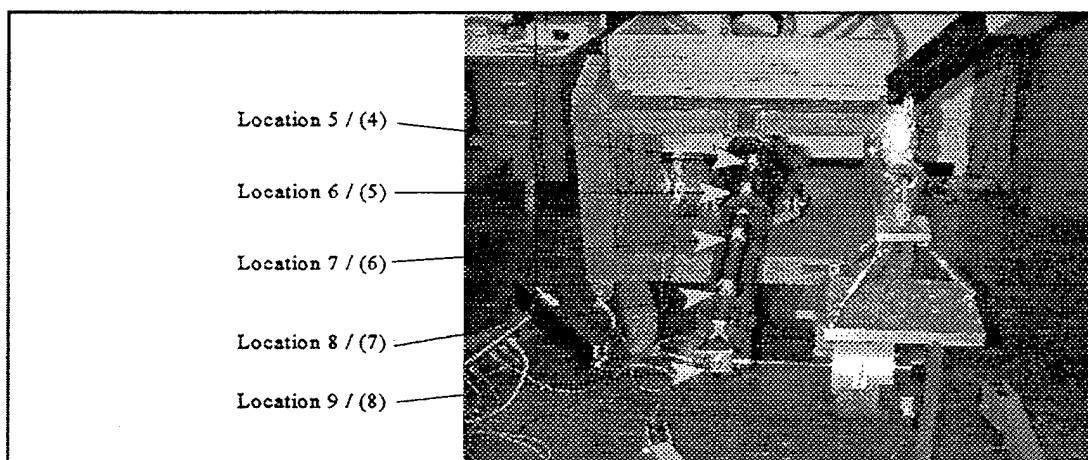 Location 5 / (4)
Location 6 / (5)
Location 7 / (6)
Location 8 / (7)
Location 9 / (8)